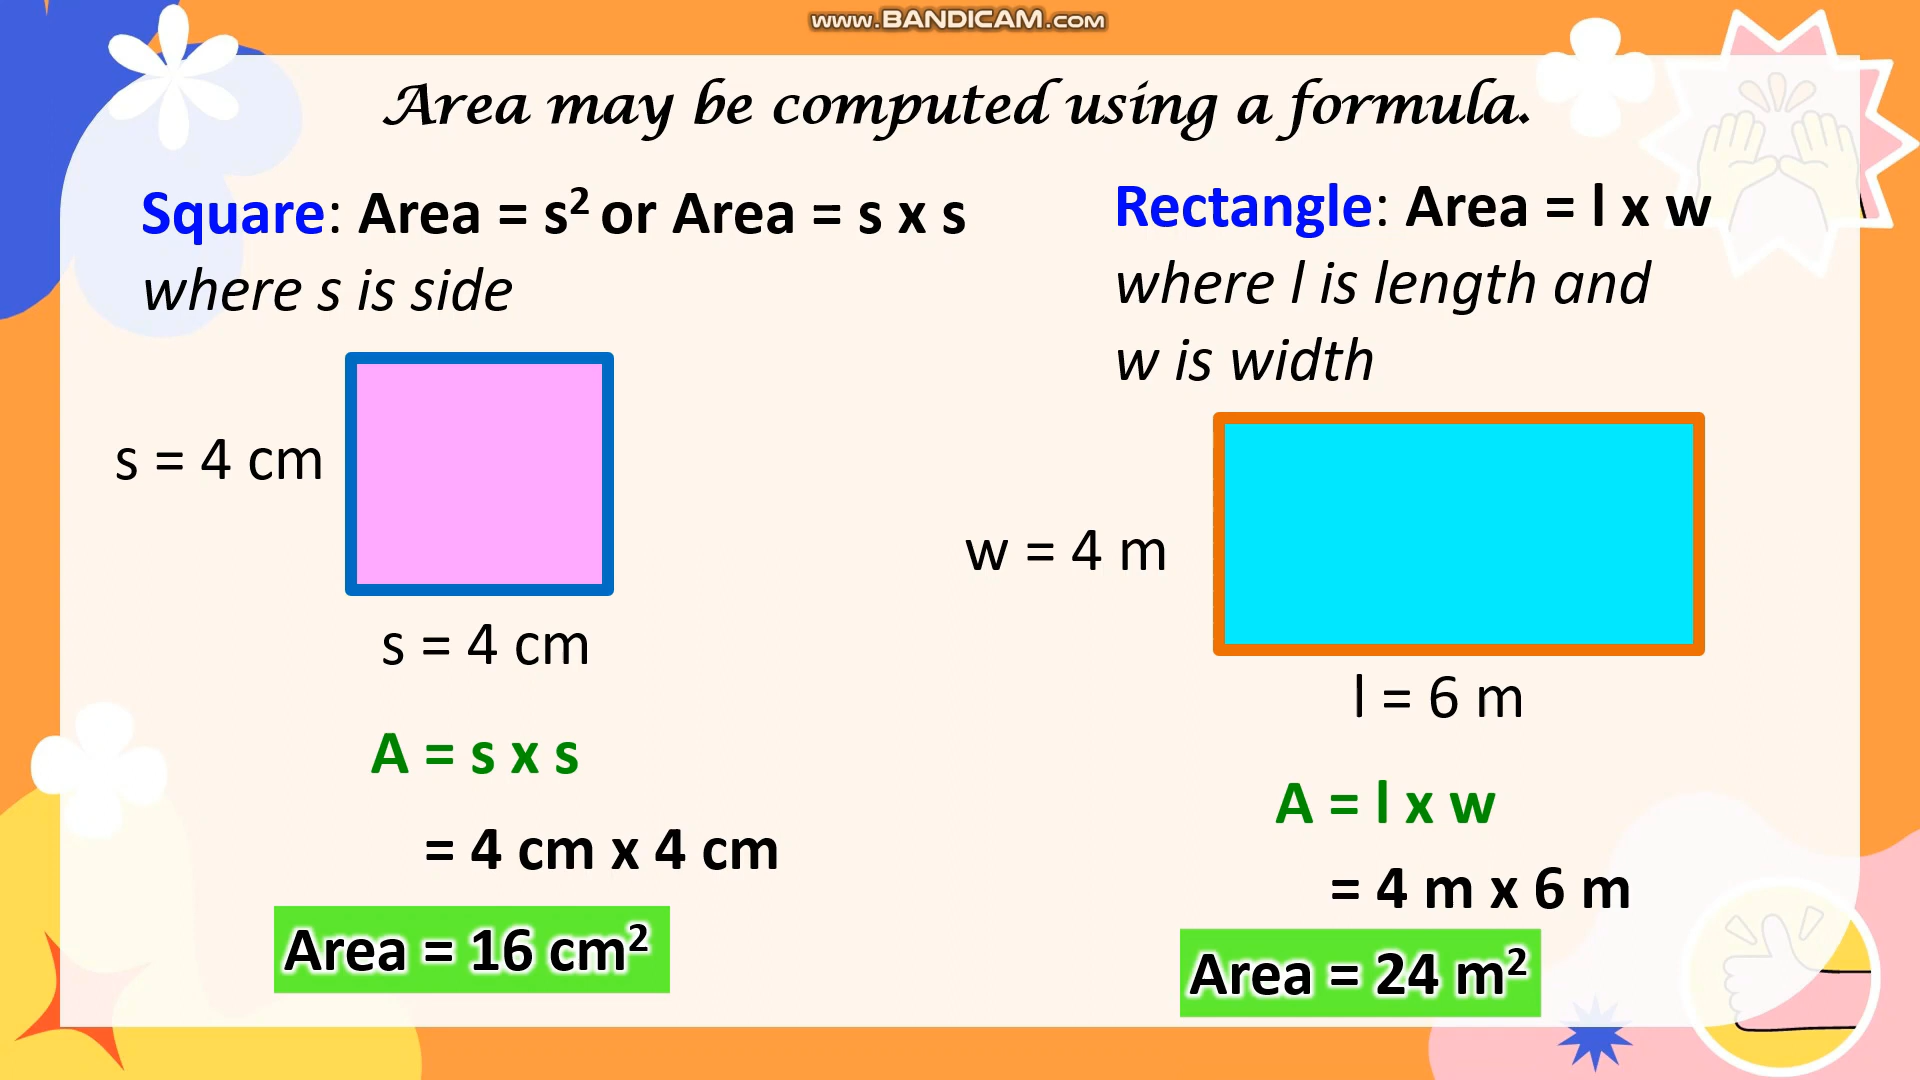 www.BANDICAM.com
Area may be computed using a formula.
Square: Area = s² or Area = s x s
where s is side
s = 4 cm
s = 4 cm
A = s x s
= 4 cm x 4 cm
Area = 16 cm²
Rectangle: Area = l x w
where l is length and
w is width
w = 4 m
l = 6 m
A = l x w
= 4 m x 6 m
Area = 24 m²